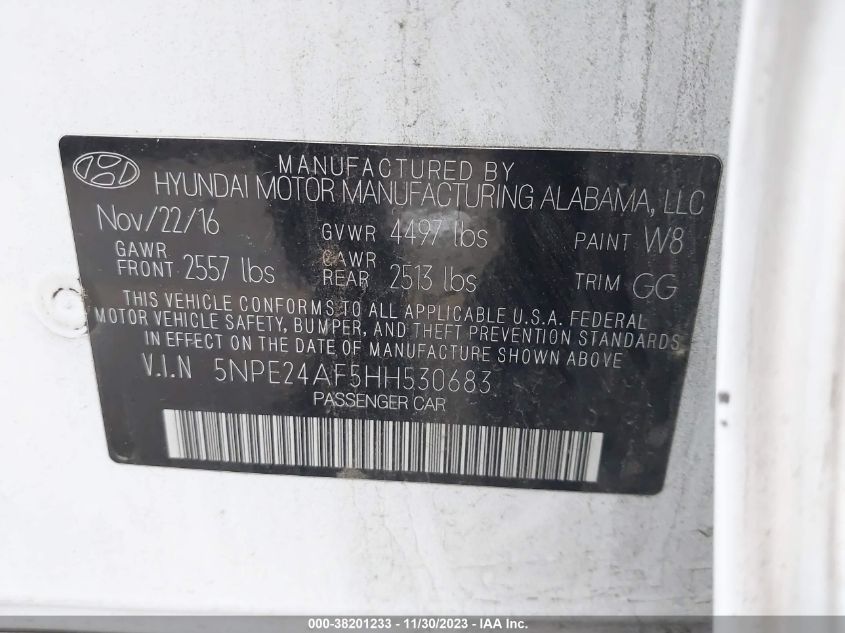 MANUFACTURED BY
HYUNDAI MOTOR MANUFACTURING ALABAMA, LLC
Nov/22/16 GVWR 4497 lbs PAINT W8
GAWR FRONT 2557 lbs GAWR REAR 2513 lbs TRIM GG
THIS VEHICLE CONFORMS TO ALL APPLICABLE U.S.A. FEDERAL
MOTOR VEHICLE SAFETY, BUMPER, AND THEFT PREVENTION STANDARDS
IN EFFECT ON THE DATE OF MANUFACTURE SHOWN ABOVE.
V.I.N 5NPE24AF5HH530683
PASSENGER CAR
000-38201233 - 11/30/2023 - IAA Inc.